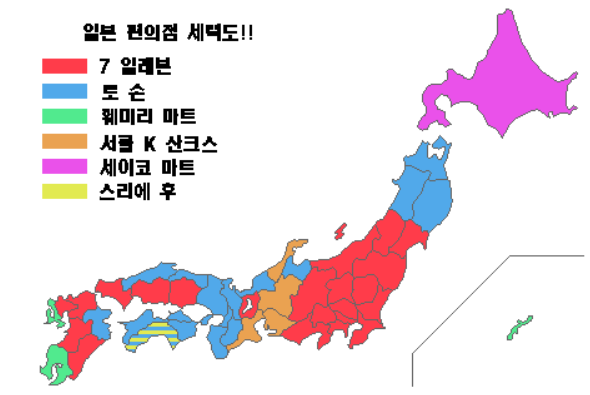 일본 편의점 세력도!!
7 일레븐
로 손
훼미리 마트
서클 K 산크스
세이코 마트
스리에 후